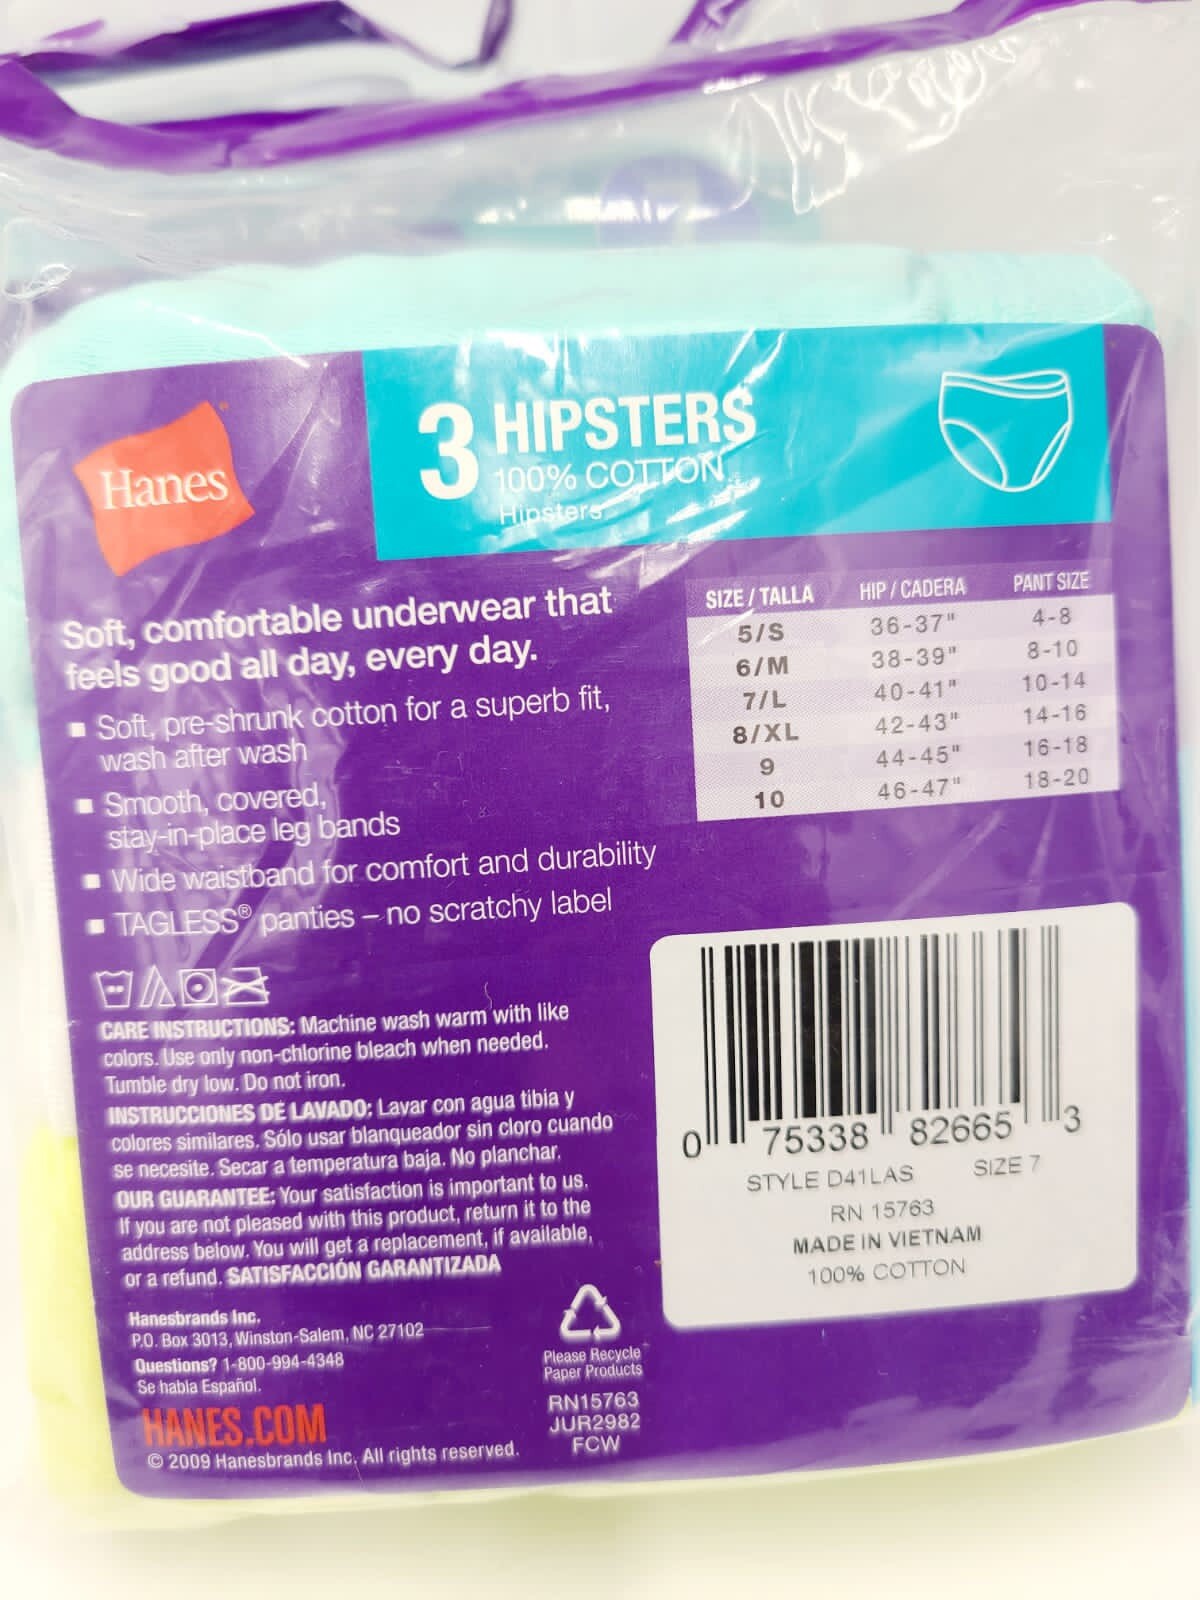 Hanes
3 HIPSTERS
100% COTTON
Hipsters
Soft, comfortable underwear that
feels good all day, every day.
▪ Soft, pre-shrunk cotton for a superb fit,
wash after wash
▪ Smooth, covered,
stay-in-place leg bands
▪ Wide waistband for comfort and durability
▪ TAGLESS® panties – no scratchy label
SIZE / TALLA HIP / CADERA PANT SIZE
5/S 36-37" 4-8
6/M 38-39" 8-10
7/L 40-41" 10-14
8/XL 42-43" 14-16
9 44-45" 16-18
10 46-47" 18-20
CARE INSTRUCTIONS: Machine wash warm with like
colors. Use only non-chlorine bleach when needed.
Tumble dry low. Do not iron.
INSTRUCCIONES DE LAVADO: Lavar con agua tibia y
colores similares. Sólo usar blanqueador sin cloro cuando
se necesite. Secar a temperatura baja. No planchar.
OUR GUARANTEE: Your satisfaction is important to us.
If you are not pleased with this product, return it to the
address below. You will get a replacement, if available,
or a refund. SATISFACCIÓN GARANTIZADA
Hanesbrands Inc.
P.O. Box 3013, Winston-Salem, NC 27102
Questions? 1-800-994-4348
Se habla Español.
HANES.COM
© 2009 Hanesbrands Inc. All rights reserved.
Please Recycle
Paper Products
RN15763
JUR2982
FCW
0 75338 82665 3
STYLE D41LAS SIZE 7
RN 15763
MADE IN VIETNAM
100% COTTON